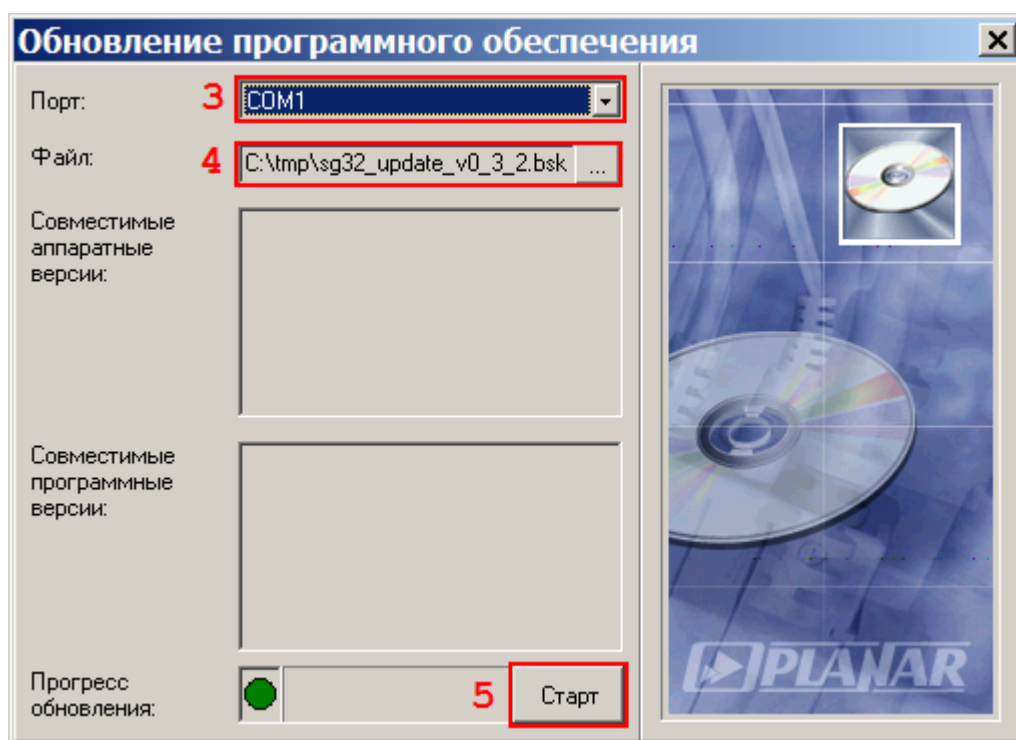 Обновление программного обеспечения
Порт: 3 COM1
Файл: 4 C:\tmp\sg32_update_v0_3_2.bsk ...
Совместимые
аппаратные
версии:
Совместимые
программные
версии:
Прогресс
обновления:
5 Старт
PLANAR